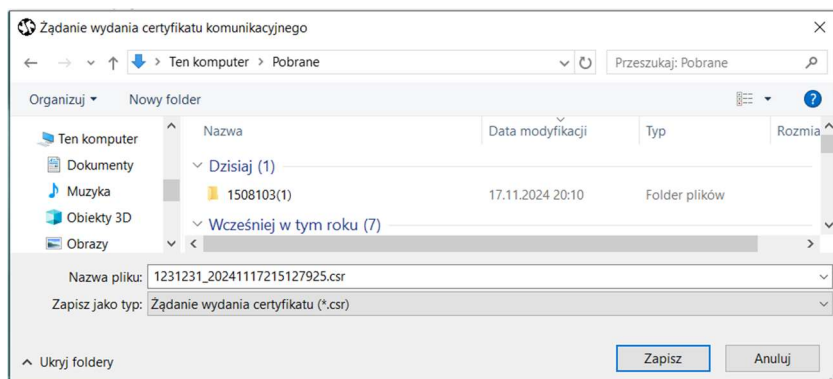 Żądanie wydania certyfikatu komunikacyjnego
Ten komputer > Pobrane
Przeszukaj: Pobrane
Organizuj Nowy folder
Nazwa Data modyfikacji Typ Rozmia
Ten komputer
Dokumenty
Muzyka
Obiekty 3D
Obrazy
Dzisiaj (1)
1508103(1) 17.11.2024 20:10 Folder plików
Wcześniej w tym roku (7)
Nazwa pliku: 1231231_20241117215127925.csr
Zapisz jako typ: Żądanie wydania certyfikatu (*.csr)
Ukryj foldery
Zapisz
Anuluj